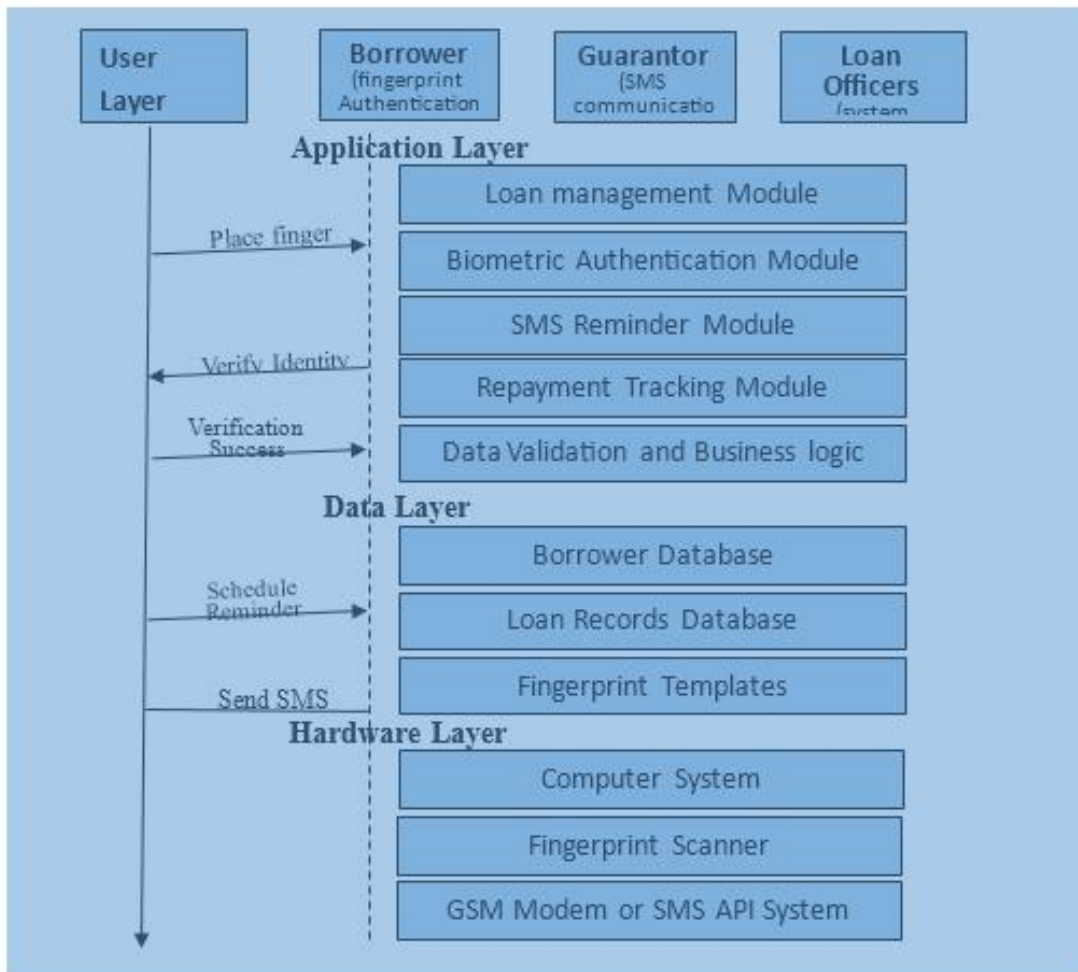 User
Layer
Borrower
(fingerprint
Authentication
Guarantor
(SMS
communicatio
Loan
Officers
(system
Application Layer
Loan management Module
Place finger
Biometric Authentication Module
SMS Reminder Module
Verify Identity
Repayment Tracking Module
Verification
Success
Data Validation and Business logic
Data Layer
Borrower Database
Schedule
Reminder
Loan Records Database
Fingerprint Templates
Send SMS
Hardware Layer
Computer System
Fingerprint Scanner
GSM Modem or SMS API System